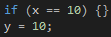 if (x == 10) {}
y = 10;